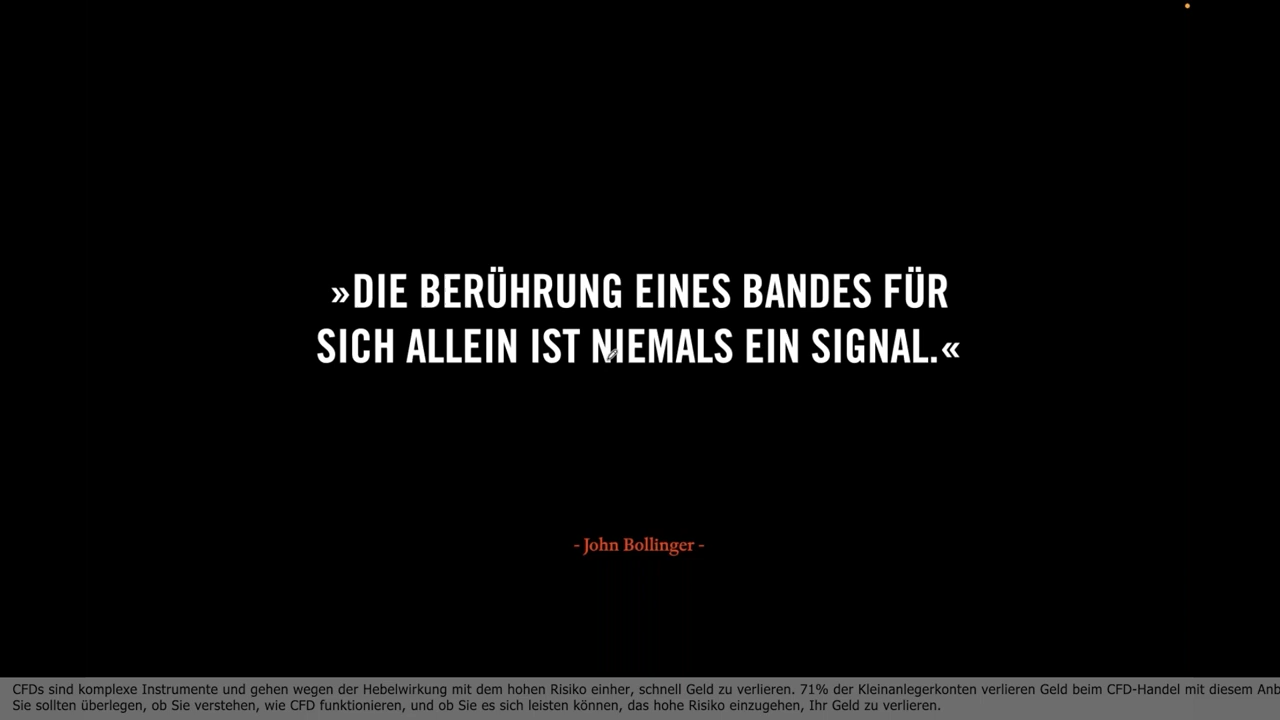 »DIE BERÜHRUNG EINES BANDES FÜR
SICH ALLEIN IST NIEMALS EIN SIGNAL.«
- John Bollinger -
CFDs sind komplexe Instrumente und gehen wegen der Hebelwirkung mit dem hohen Risiko einher, schnell Geld zu verlieren. 71% der Kleinanlegerkonten verlieren Geld beim CFD-Handel mit diesem
Sie sollten überlegen, ob Sie verstehen, wie CFD funktionieren, und ob Sie es sich leisten können, das hohe Risiko einzugehen, Ihr Geld zu verlieren.